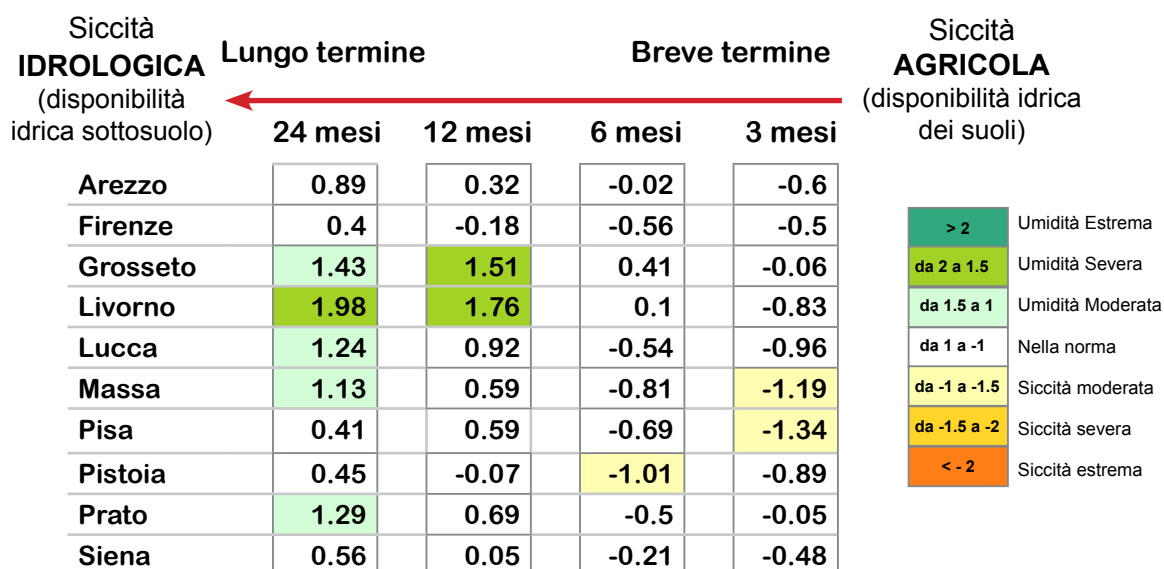 Siccità
IDROLOGICA
(disponibilità
idrica sottosuolo)
Lungo termine
Breve termine
Siccità
AGRICOLA
(disponibilità idrica
dei suoli)
24 mesi 12 mesi 6 mesi 3 mesi
Arezzo 0.89 0.32 -0.02 -0.6
Firenze 0.4 -0.18 -0.56 -0.5
Grosseto 1.43 1.51 0.41 -0.06
Livorno 1.98 1.76 0.1 -0.83
Lucca 1.24 0.92 -0.54 -0.96
Massa 1.13 0.59 -0.81 -1.19
Pisa 0.41 0.59 -0.69 -1.34
Pistoia 0.45 -0.07 -1.01 -0.89
Prato 1.29 0.69 -0.5 -0.05
Siena 0.56 0.05 -0.21 -0.48
> 2 Umidità Estrema
da 2 a 1.5 Umidità Severa
da 1.5 a 1 Umidità Moderata
da 1 a -1 Nella norma
da -1 a -1.5 Siccità moderata
da -1.5 a -2 Siccità severa
< - 2 Siccità estrema